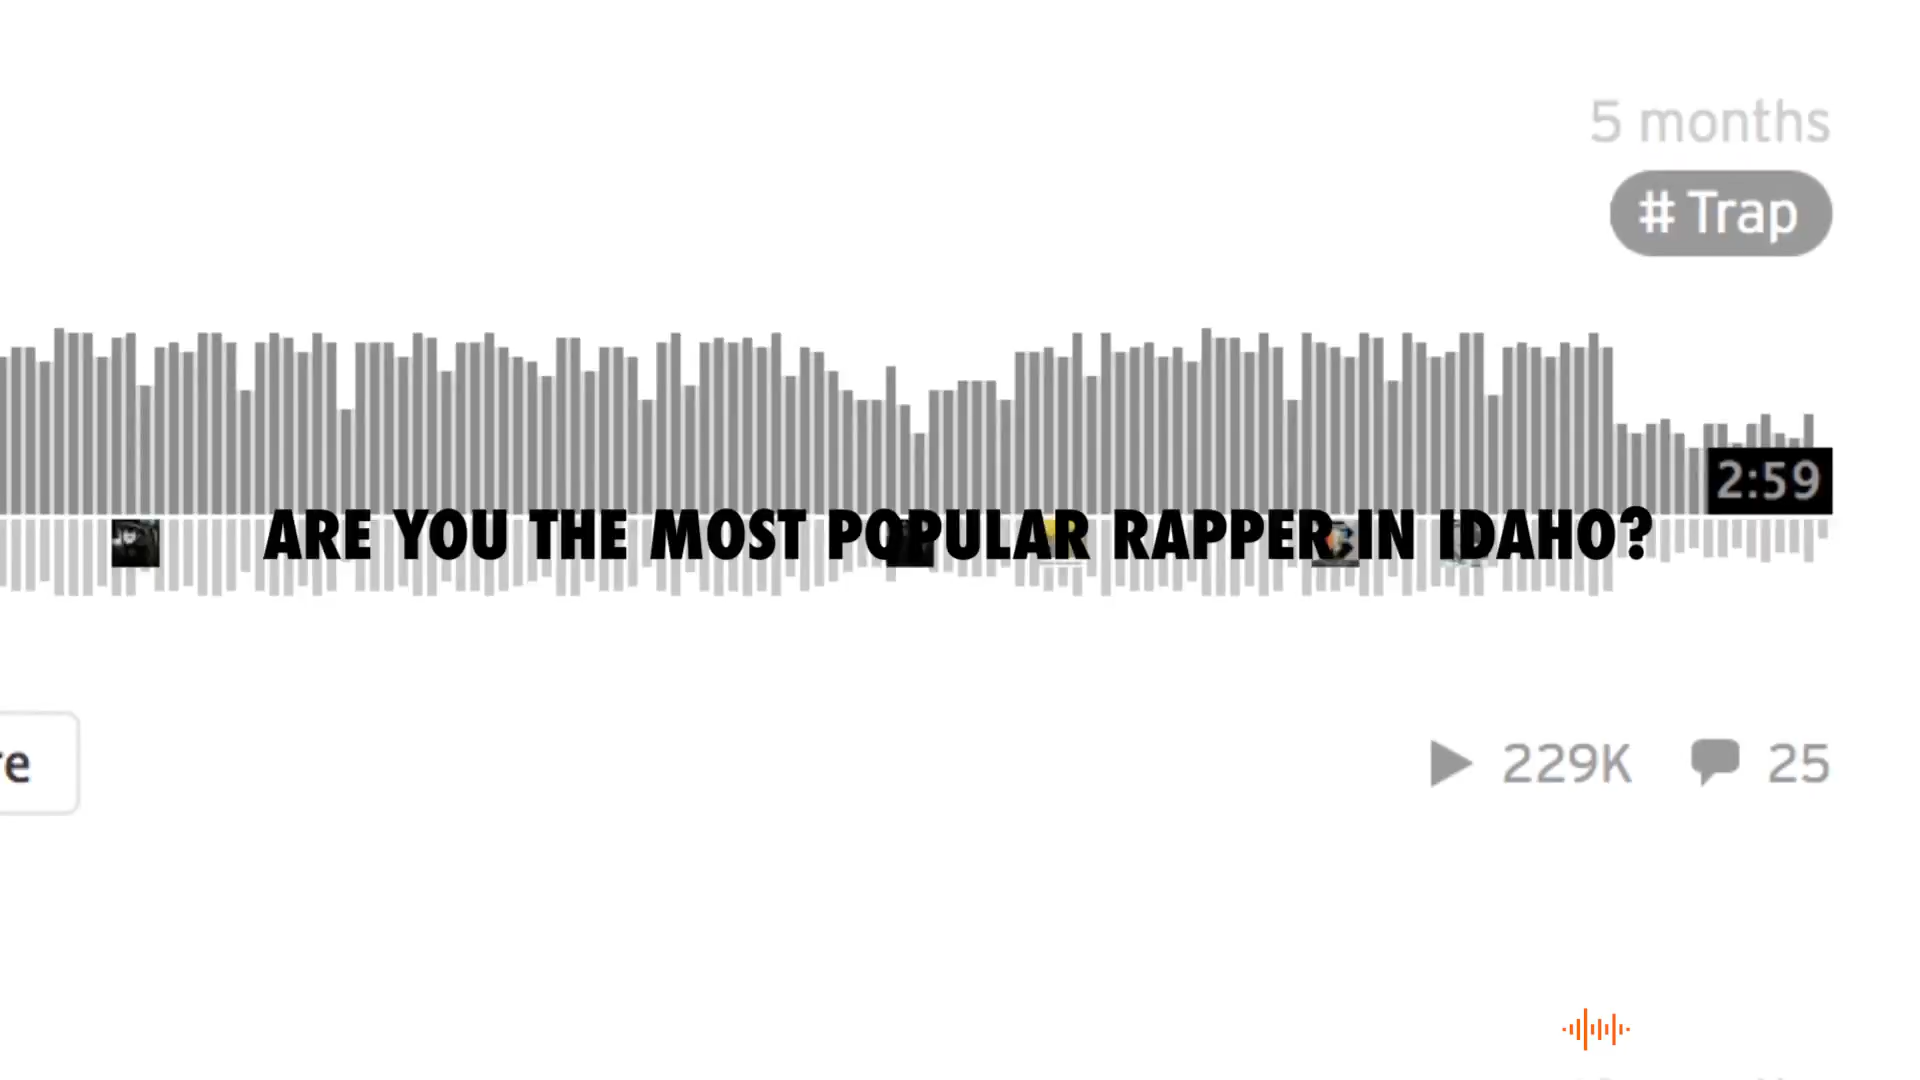 5 months
# Trap
2:59
ARE YOU THE MOST POPULAR RAPPER IN IDAHO?
re
229K 25